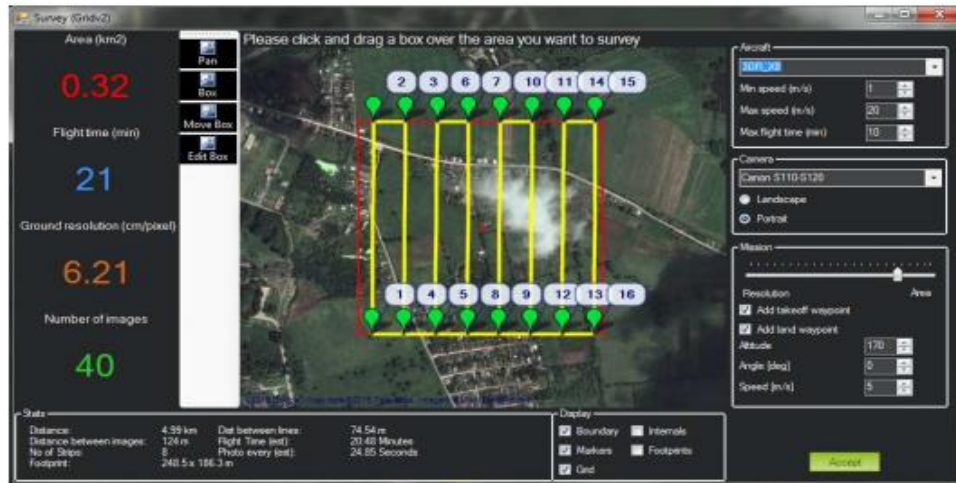 Survey (Gridv2)
Area (km2)
0.32
Flight time (min)
21
Ground resolution (cm/pixel)
6.21
Number of images
40
Pan
Box
Move Box
Edit Box
Please click and drag a box over the area you want to survey
2 3 6 7 10 11 14 15
1 4 5 8 9 12 13 16
Aircraft
3DR_X8
Min speed (m/s) 1
Max speed (m/s) 20
Max flight time (min) 10
Camera
Canon S110-S120
Landscape
Portrait
Mission
Resolution Area
Add takeoff waypoint
Add land waypoint
Altitude 170
Angle [deg] 0
Speed [m/s] 5
Stats
Distance: 4.99 km Dist between lines: 74.54 m
Distance between images: 124 m Flight Time (est): 20.48 Minutes
No of Strips: 8 Photo every (est): 24.85 Seconds
Footprint: 248.5 x 186.3 m
Display
Boundary Internals
Markers Footprints
Grid
Accept